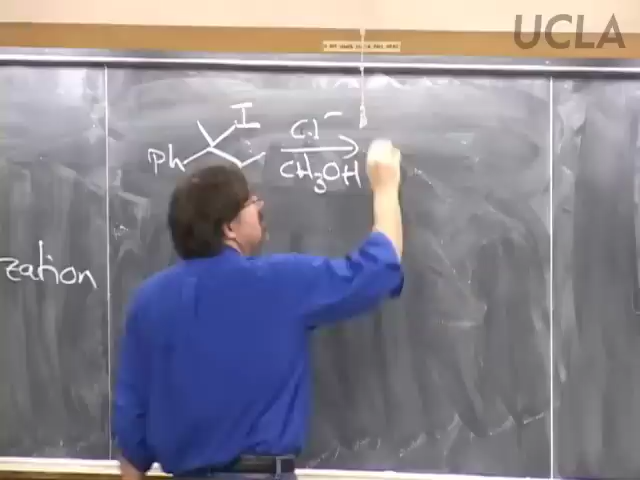 UCLA
I
Ph
Cl⁻
CH₃OH
zation